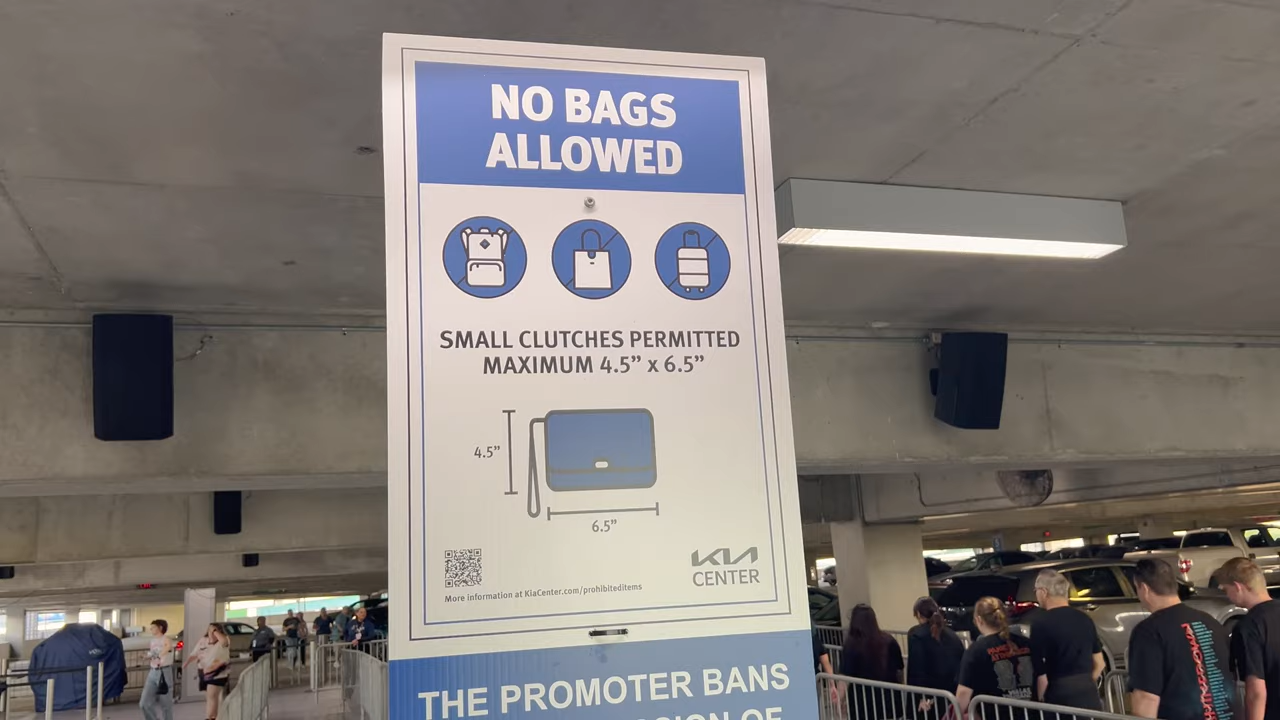 NO BAGS
ALLOWED
SMALL CLUTCHES PERMITTED
MAXIMUM 4.5” x 6.5”
4.5”
6.5”
KIA
CENTER
More information at KiaCenter.com/prohibiteditems
THE PROMOTER BANS